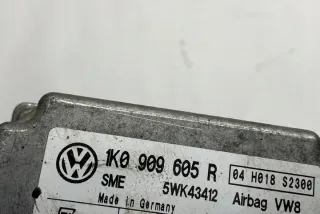 1K0 909 605 R 04 H018 S2300
SME 5WK43412 Airbag VW8
Made in Germany